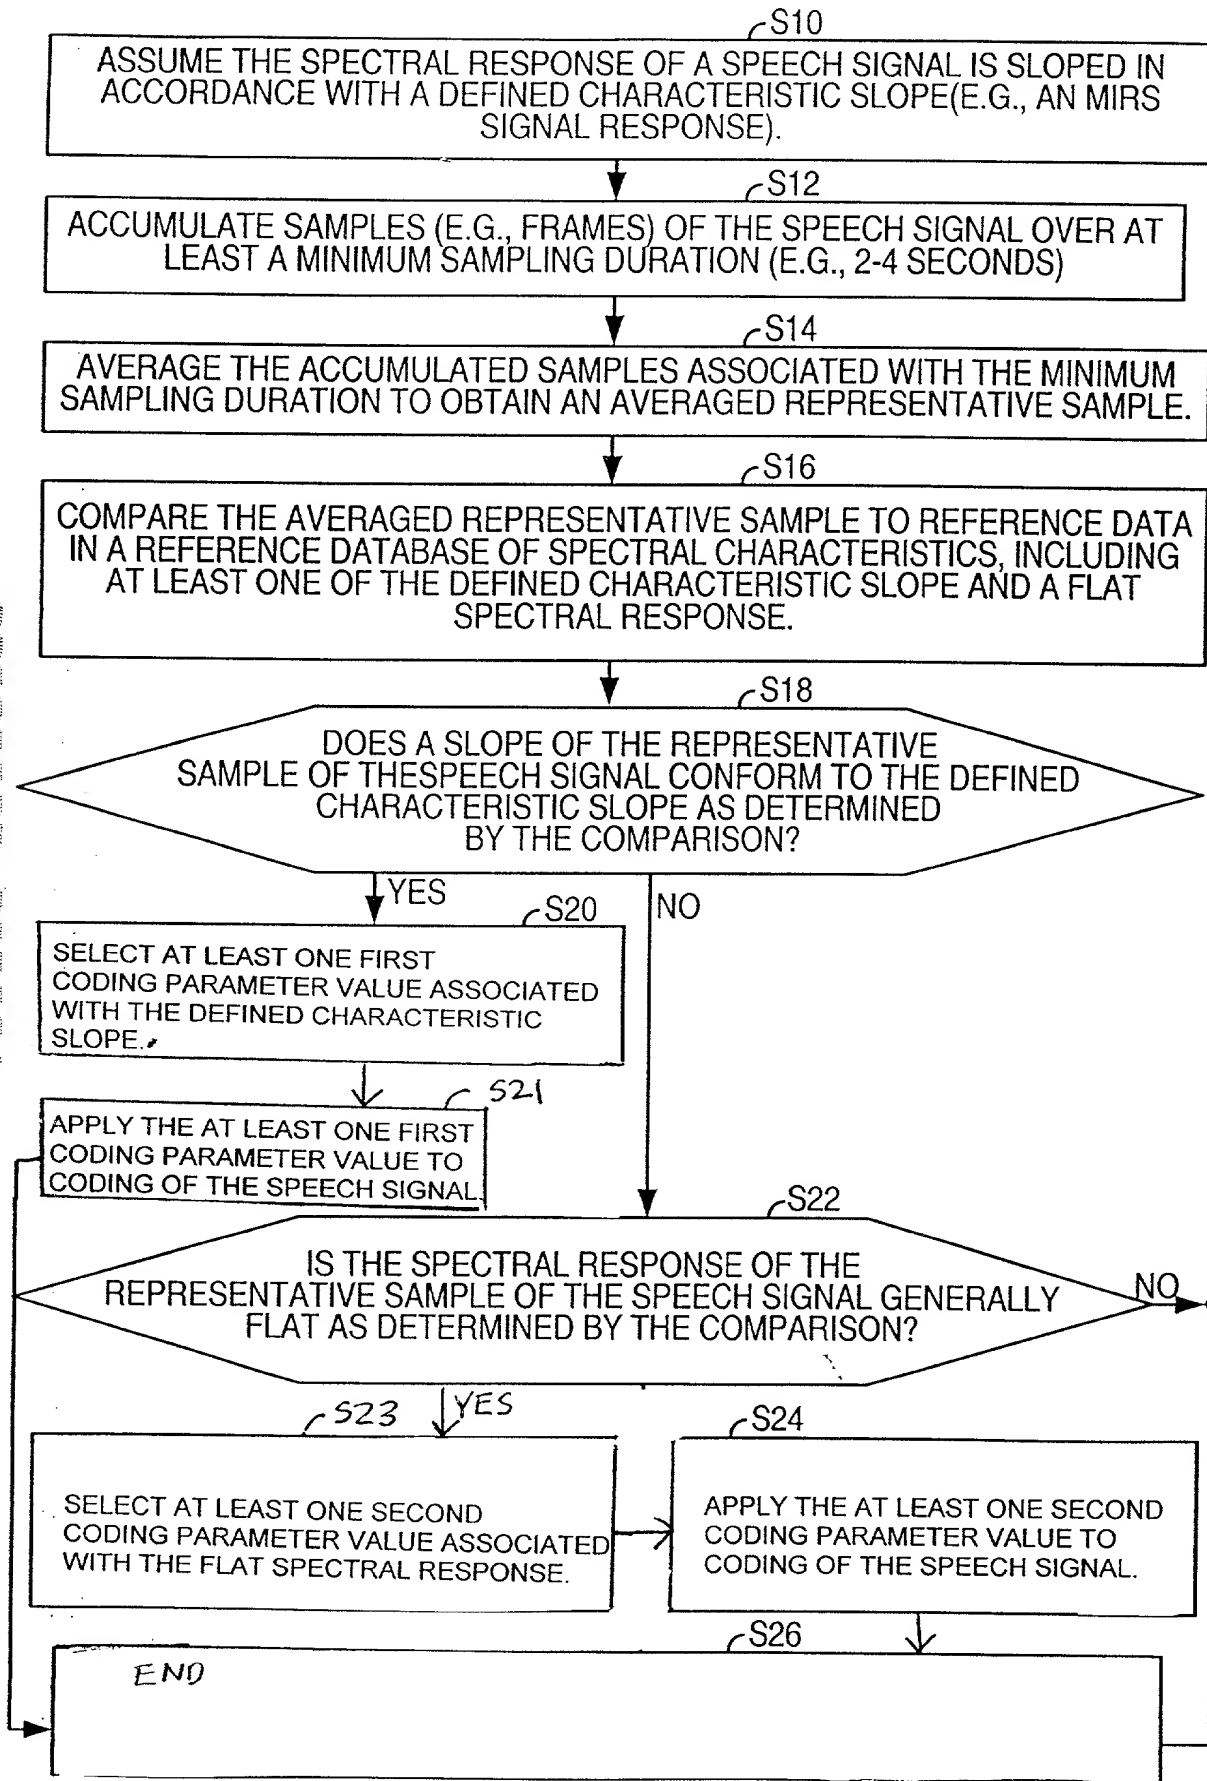 S10
ASSUME THE SPECTRAL RESPONSE OF A SPEECH SIGNAL IS SLOPED IN
ACCORDANCE WITH A DEFINED CHARACTERISTIC SLOPE(E.G., AN MIRS
SIGNAL RESPONSE).
S12
ACCUMULATE SAMPLES (E.G., FRAMES) OF THE SPEECH SIGNAL OVER AT
LEAST A MINIMUM SAMPLING DURATION (E.G., 2-4 SECONDS)
S14
AVERAGE THE ACCUMULATED SAMPLES ASSOCIATED WITH THE MINIMUM
SAMPLING DURATION TO OBTAIN AN AVERAGED REPRESENTATIVE SAMPLE.
S16
COMPARE THE AVERAGED REPRESENTATIVE SAMPLE TO REFERENCE DATA
IN A REFERENCE DATABASE OF SPECTRAL CHARACTERISTICS, INCLUDING
AT LEAST ONE OF THE DEFINED CHARACTERISTIC SLOPE AND A FLAT
SPECTRAL RESPONSE.
S18
DOES A SLOPE OF THE REPRESENTATIVE
SAMPLE OF THESPEECH SIGNAL CONFORM TO THE DEFINED
CHARACTERISTIC SLOPE AS DETERMINED
BY THE COMPARISON?
YES
NO
S20
SELECT AT LEAST ONE FIRST
CODING PARAMETER VALUE ASSOCIATED
WITH THE DEFINED CHARACTERISTIC
SLOPE.
S21
APPLY THE AT LEAST ONE FIRST
CODING PARAMETER VALUE TO
CODING OF THE SPEECH SIGNAL
S22
IS THE SPECTRAL RESPONSE OF THE
REPRESENTATIVE SAMPLE OF THE SPEECH SIGNAL GENERALLY
FLAT AS DETERMINED BY THE COMPARISON?
NO
YES
S23
SELECT AT LEAST ONE SECOND
CODING PARAMETER VALUE ASSOCIATED
WITH THE FLAT SPECTRAL RESPONSE.
S24
APPLY THE AT LEAST ONE SECOND
CODING PARAMETER VALUE TO
CODING OF THE SPEECH SIGNAL.
S26
END